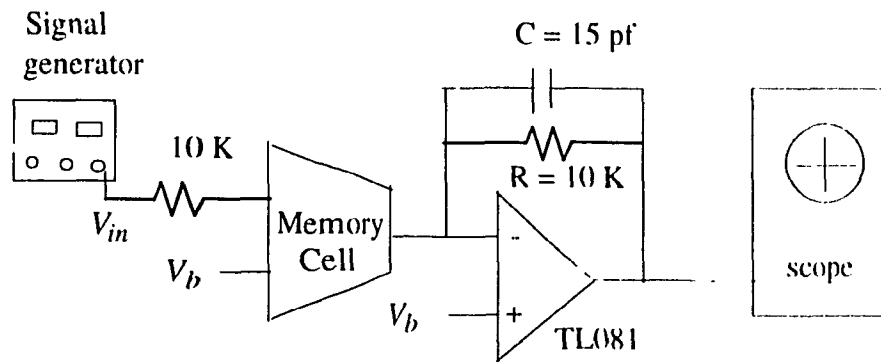 Signal
generator
C = 15 pf
10 K
R = 10 K
V_in
Memory
Cell
-
V_b
scope
V_b
+
TL081